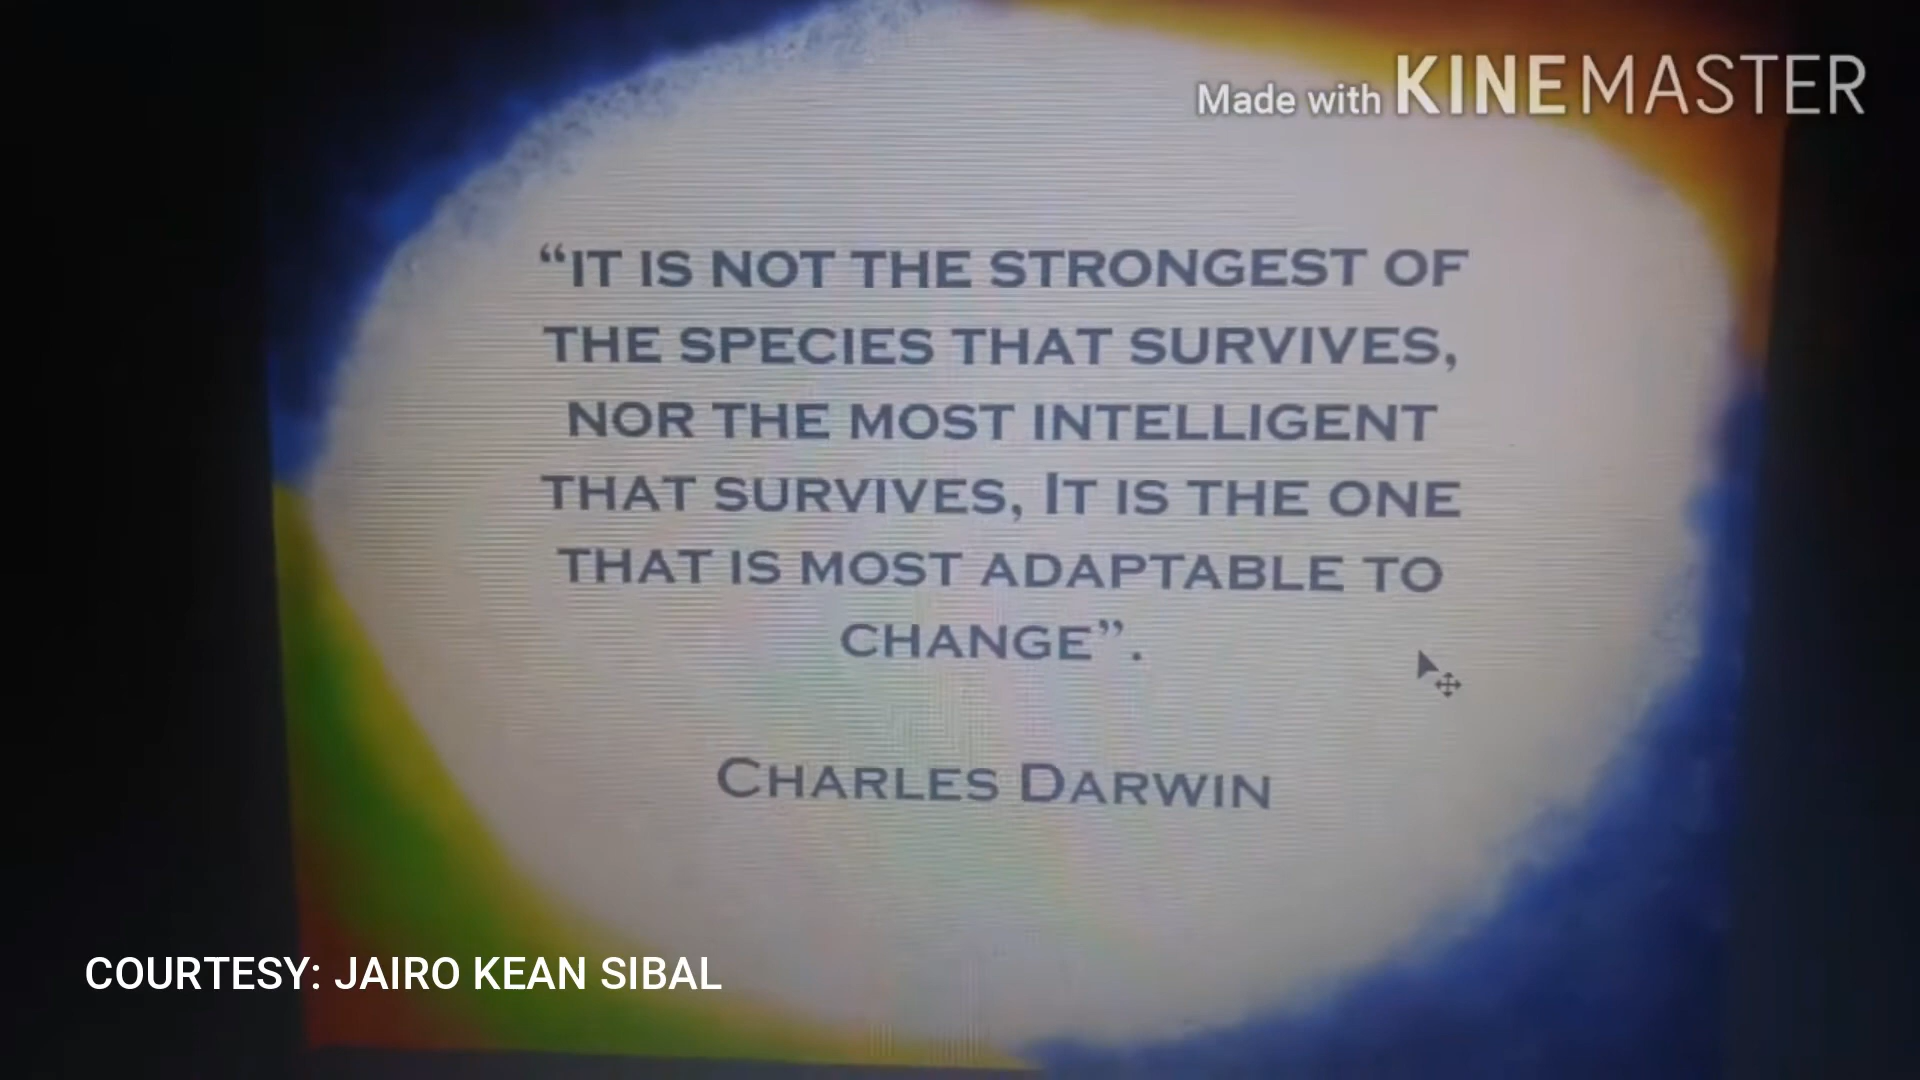 Made with KINEMASTER
“IT IS NOT THE STRONGEST OF
THE SPECIES THAT SURVIVES,
NOR THE MOST INTELLIGENT
THAT SURVIVES, IT IS THE ONE
THAT IS MOST ADAPTABLE TO
CHANGE”.
CHARLES DARWIN
COURTESY: JAIRO KEAN SIBAL